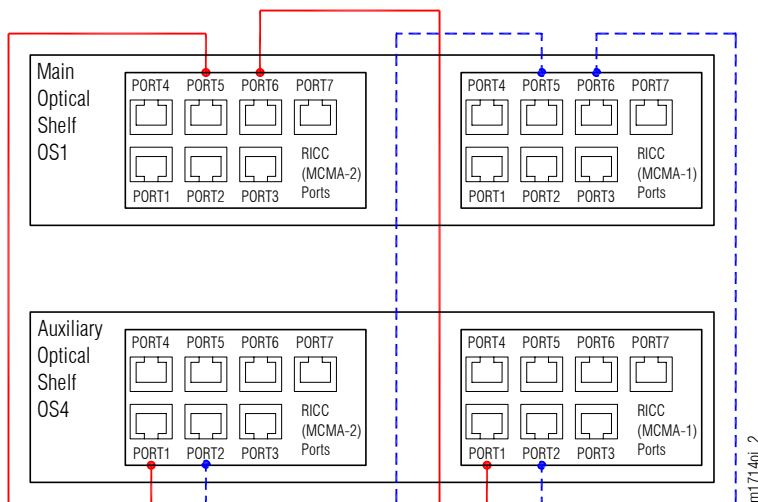 Main
Optical
Shelf
OS1
PORT4 PORT5 PORT6 PORT7
RICC
(MCMA-2)
Ports
PORT1 PORT2 PORT3
PORT4 PORT5 PORT6 PORT7
RICC
(MCMA-1)
Ports
PORT1 PORT2 PORT3
Auxiliary
Optical
Shelf
OS4
PORT4 PORT5 PORT6 PORT7
RICC
(MCMA-2)
Ports
PORT1 PORT2 PORT3
PORT4 PORT5 PORT6 PORT7
RICC
(MCMA-1)
Ports
PORT1 PORT2 PORT3